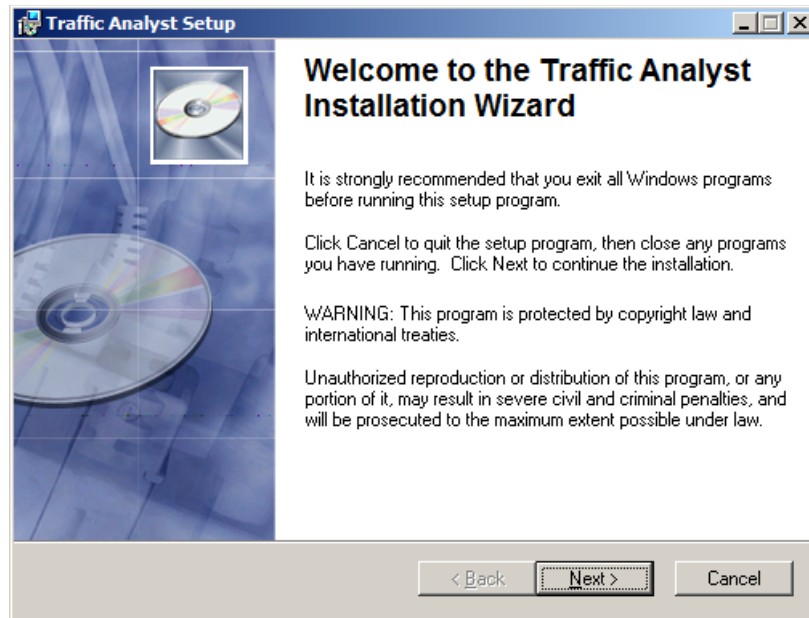 Traffic Analyst Setup
Welcome to the Traffic Analyst
Installation Wizard
It is strongly recommended that you exit all Windows programs
before running this setup program.
Click Cancel to quit the setup program, then close any programs
you have running.  Click Next to continue the installation.
WARNING: This program is protected by copyright law and
international treaties.
Unauthorized reproduction or distribution of this program, or any
portion of it, may result in severe civil and criminal penalties, and
will be prosecuted to the maximum extent possible under law.
< Back Next > Cancel